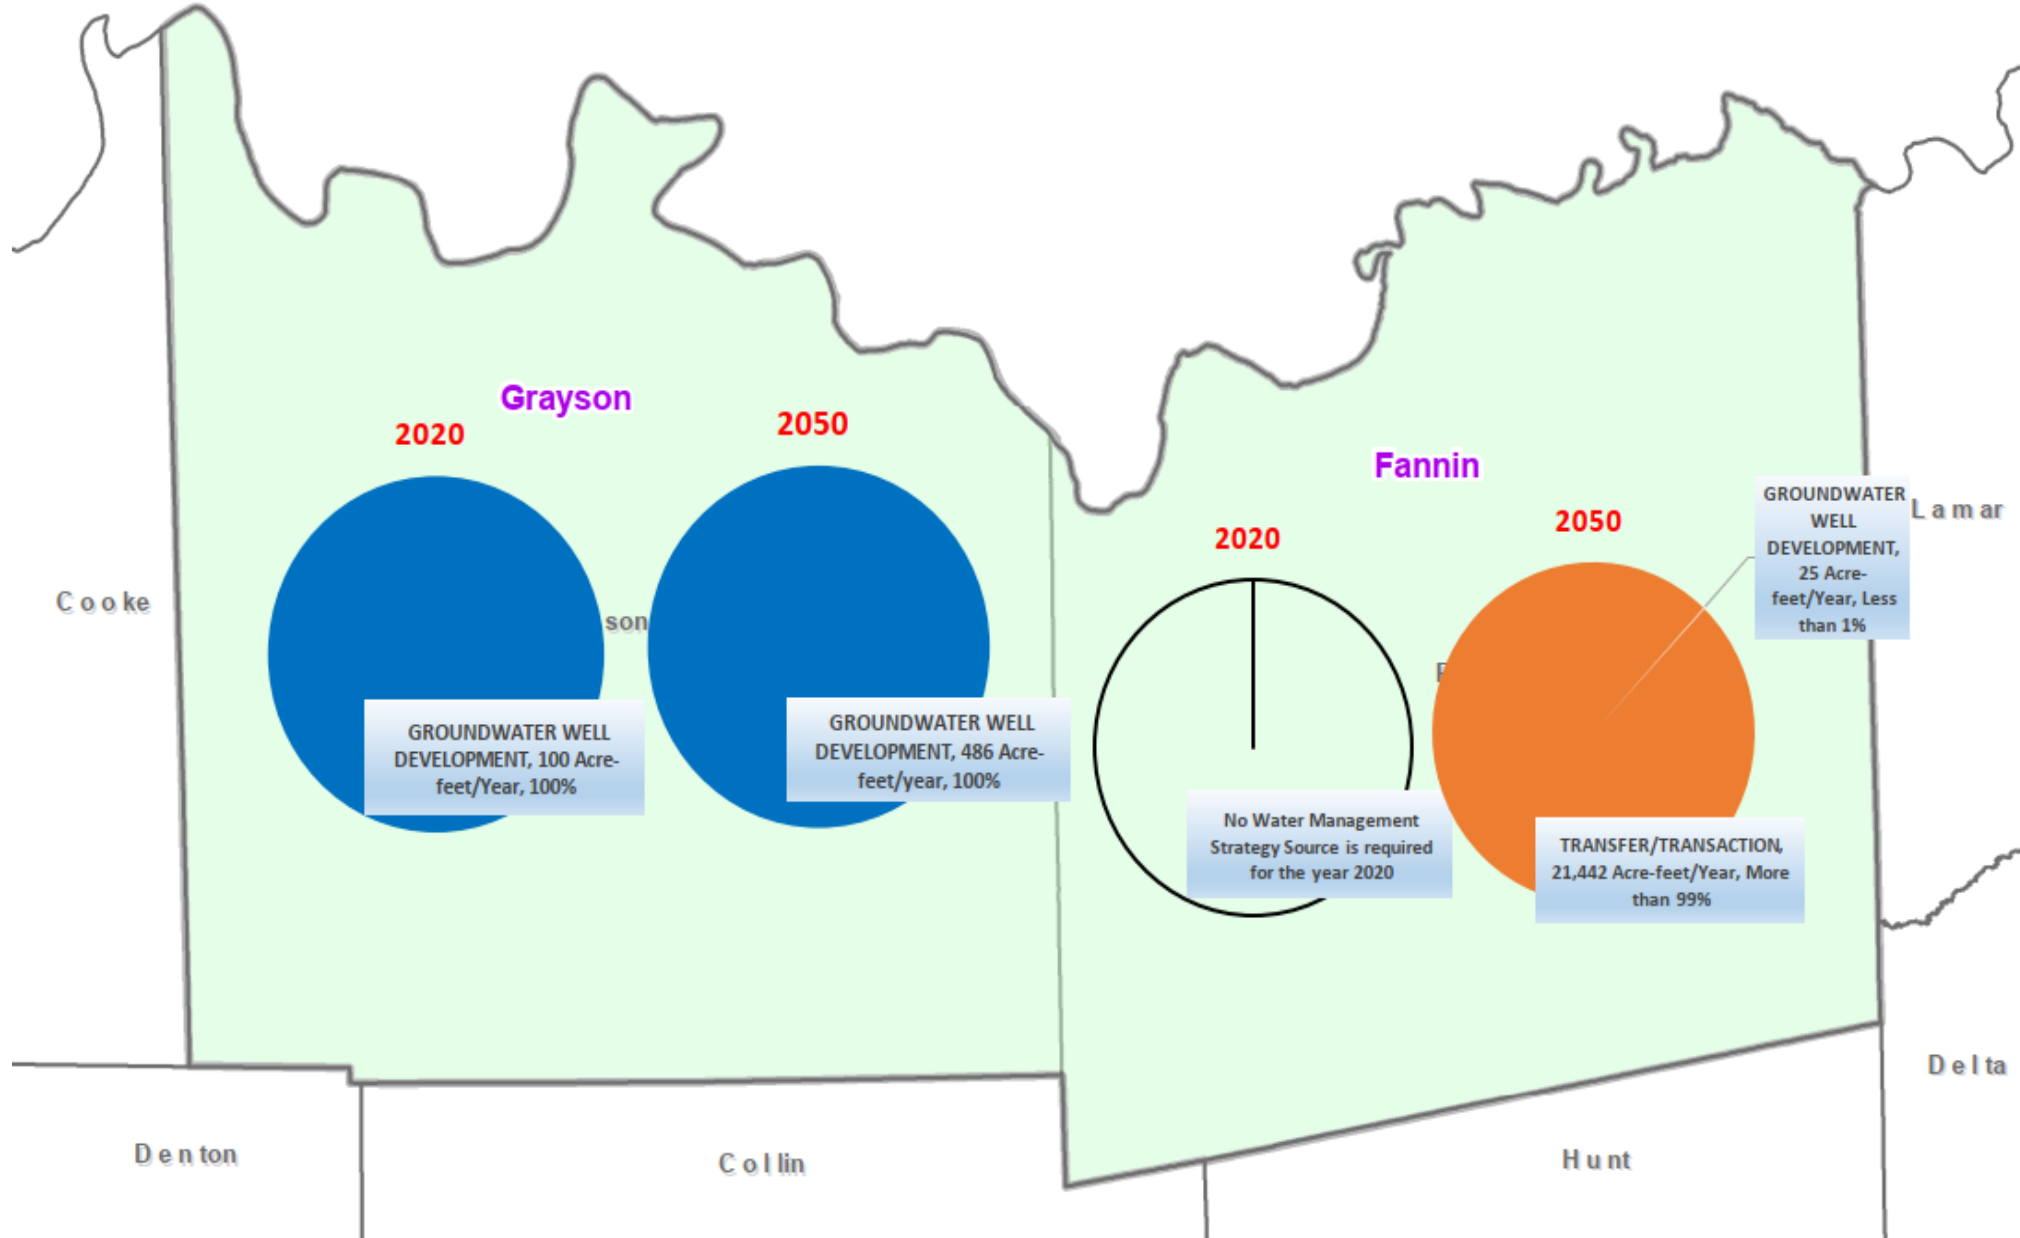 Grayson
2020
2050
Fannin
2020
2050
GROUNDWATER
WELL
DEVELOPMENT,
25 Acre-
feet/Year, Less
than 1%
Lamar
Cooke
son
F
GROUNDWATER WELL
DEVELOPMENT, 100 Acre-
feet/Year, 100%
GROUNDWATER WELL
DEVELOPMENT, 486 Acre-
feet/year, 100%
No Water Management
Strategy Source is required
for the year 2020
TRANSFER/TRANSACTION,
21,442 Acre-feet/Year, More
than 99%
Delta
Denton
Collin
Hunt